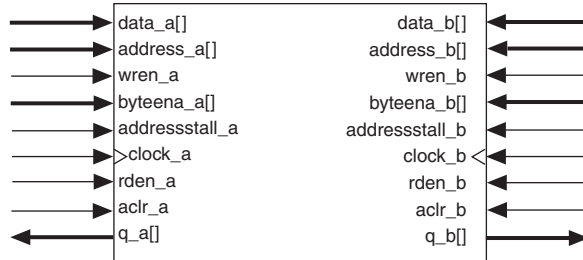 data_a[] data_b[]
address_a[] address_b[]
wren_a wren_b
byteena_a[] byteena_b[]
addressstall_a addressstall_b
clock_a clock_b
rden_a rden_b
aclr_a aclr_b
q_a[] q_b[]